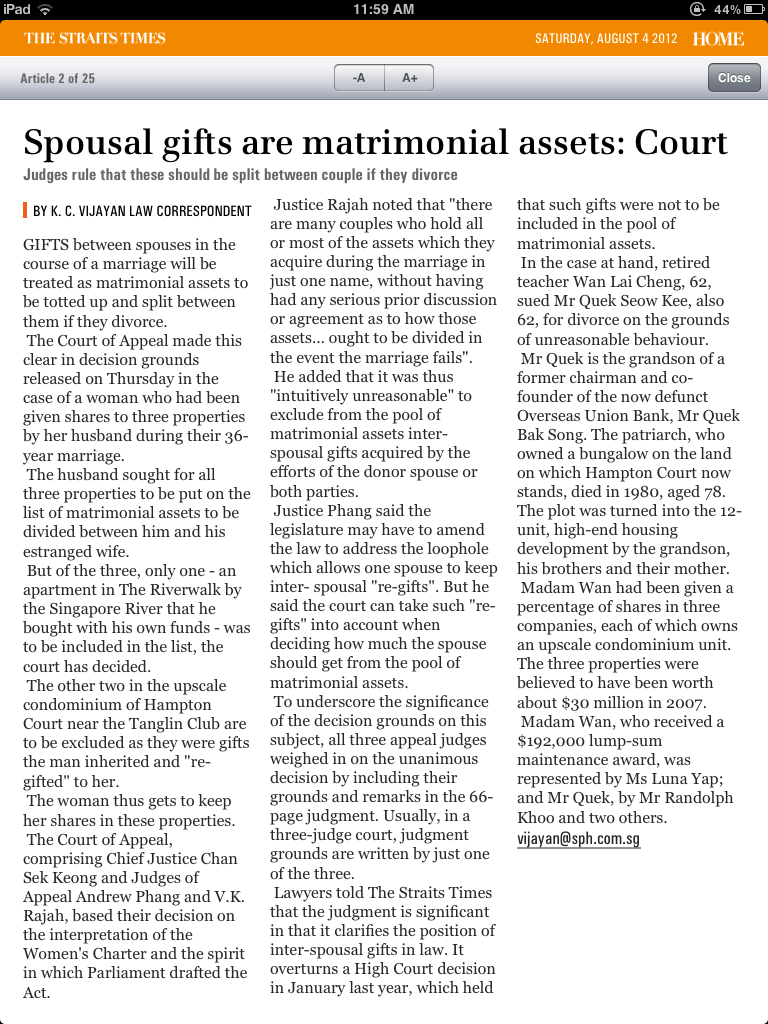 iPad 11:59 AM 44%
THE STRAITS TIMES SATURDAY, AUGUST 4 2012 HOME
Article 2 of 25 -A A+ Close
Spousal gifts are matrimonial assets: Court
Judges rule that these should be split between couple if they divorce
BY K. C. VIJAYAN LAW CORRESPONDENT
GIFTS between spouses in the
course of a marriage will be
treated as matrimonial assets to
be totted up and split between
them if they divorce.
The Court of Appeal made this
clear in decision grounds
released on Thursday in the
case of a woman who had been
given shares to three properties
by her husband during their 36-
year marriage.
The husband sought for all
three properties to be put on the
list of matrimonial assets to be
divided between him and his
estranged wife.
But of the three, only one - an
apartment in The Riverwalk by
the Singapore River that he
bought with his own funds - was
to be included in the list, the
court has decided.
The other two in the upscale
condominium of Hampton
Court near the Tanglin Club are
to be excluded as they were gifts
the man inherited and "re-
gifted" to her.
The woman thus gets to keep
her shares in these properties.
The Court of Appeal,
comprising Chief Justice Chan
Sek Keong and Judges of
Appeal Andrew Phang and V.K.
Rajah, based their decision on
the interpretation of the
Women's Charter and the spirit
in which Parliament drafted the
Act.
Justice Rajah noted that "there
are many couples who hold all
or most of the assets which they
acquire during the marriage in
just one name, without having
had any serious prior discussion
or agreement as to how those
assets... ought to be divided in
the event the marriage fails".
He added that it was thus
"intuitively unreasonable" to
exclude from the pool of
matrimonial assets inter-
spousal gifts acquired by the
efforts of the donor spouse or
both parties.
Justice Phang said the
legislature may have to amend
the law to address the loophole
which allows one spouse to keep
inter- spousal "re-gifts". But he
said the court can take such "re-
gifts" into account when
deciding how much the spouse
should get from the pool of
matrimonial assets.
To underscore the significance
of the decision grounds on this
subject, all three appeal judges
weighed in on the unanimous
decision by including their
grounds and remarks in the 66-
page judgment. Usually, in a
three-judge court, judgment
grounds are written by just one
of the three.
Lawyers told The Straits Times
that the judgment is significant
in that it clarifies the position of
inter-spousal gifts in law. It
overturns a High Court decision
in January last year, which held
that such gifts were not to be
included in the pool of
matrimonial assets.
In the case at hand, retired
teacher Wan Lai Cheng, 62,
sued Mr Quek Seow Kee, also
62, for divorce on the grounds
of unreasonable behaviour.
Mr Quek is the grandson of a
former chairman and co-
founder of the now defunct
Overseas Union Bank, Mr Quek
Bak Song. The patriarch, who
owned a bungalow on the land
on which Hampton Court now
stands, died in 1980, aged 78.
The plot was turned into the 12-
unit, high-end housing
development by the grandson,
his brothers and their mother.
Madam Wan had been given a
percentage of shares in three
companies, each of which owns
an upscale condominium unit.
The three properties were
believed to have been worth
about $30 million in 2007.
Madam Wan, who received a
$192,000 lump-sum
maintenance award, was
represented by Ms Luna Yap;
and Mr Quek, by Mr Randolph
Khoo and two others.
vijayan@sph.com.sg